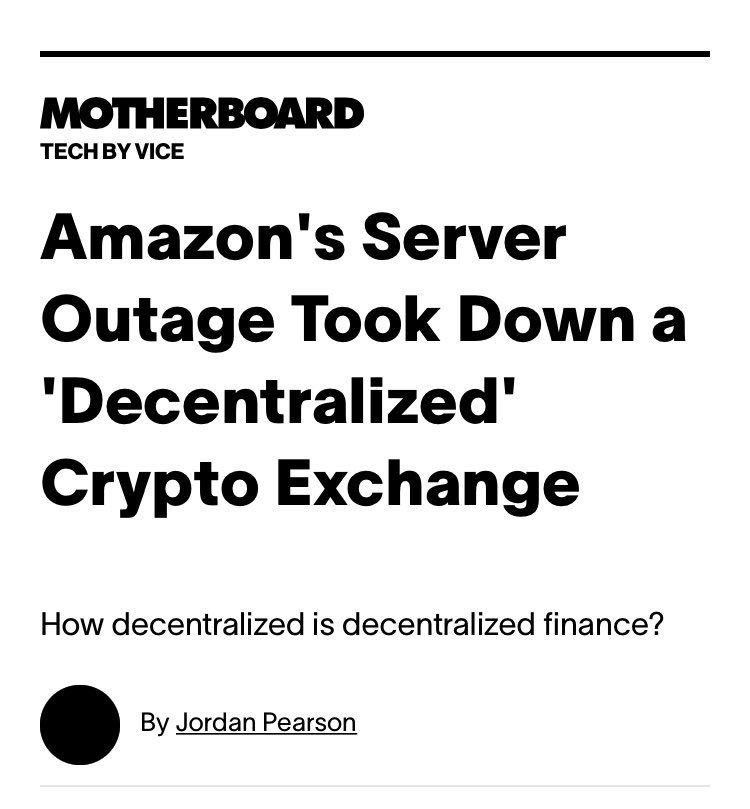 MOTHERBOARD
TECH BY VICE
Amazon's Server
Outage Took Down a
'Decentralized'
Crypto Exchange
How decentralized is decentralized finance?
By Jordan Pearson